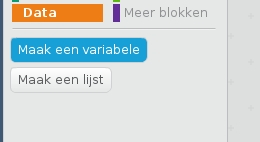 Data Meer blokken
Maak een variabele
Maak een lijst